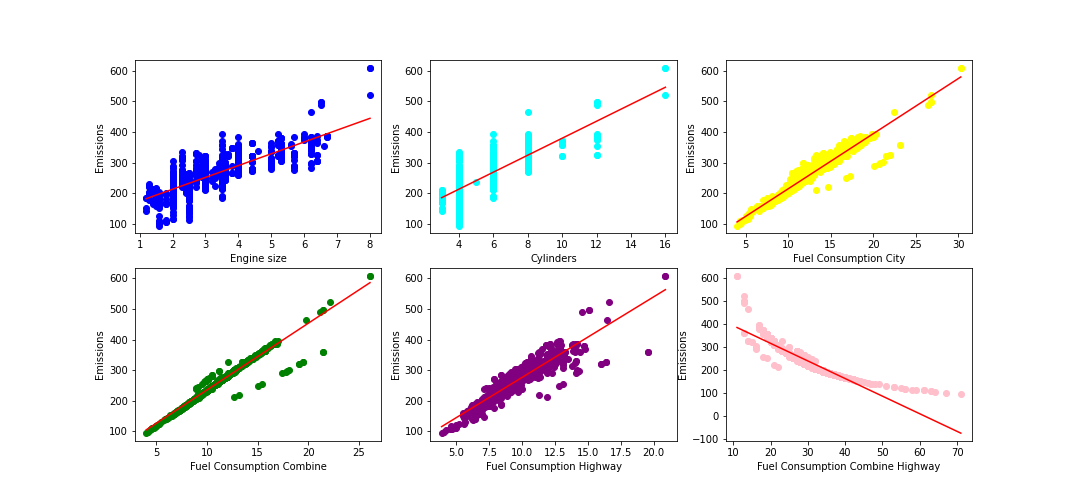 600
500
400
300
200
100
Emissions
1 2 3 4 5 6 7 8
Engine size
600
500
400
300
200
100
Emissions
4 6 8 10 12 14 16
Cylinders
600
500
400
300
200
100
Emissions
5 10 15 20 25 30
Fuel Consumption City
600
500
400
300
200
100
Emissions
5 10 15 20 25
Fuel Consumption Combine
600
500
400
300
200
100
Emissions
5.0 7.5 10.0 12.5 15.0 17.5 20.0
Fuel Consumption Highway
600
500
400
300
200
100
0
−100
Emissions
10 20 30 40 50 60 70
Fuel Consumption Combine Highway